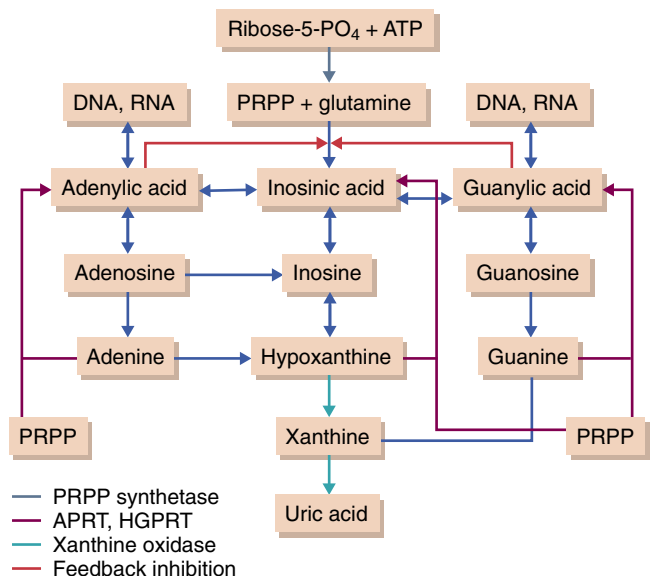 Ribose-5-PO4 + ATP
DNA, RNA
PRPP + glutamine
DNA, RNA
Adenylic acid
Inosinic acid
Guanylic acid
Adenosine
Inosine
Guanosine
Adenine
Hypoxanthine
Guanine
PRPP
Xanthine
PRPP
Uric acid
PRPP synthetase
APRT, HGPRT
Xanthine oxidase
Feedback inhibition